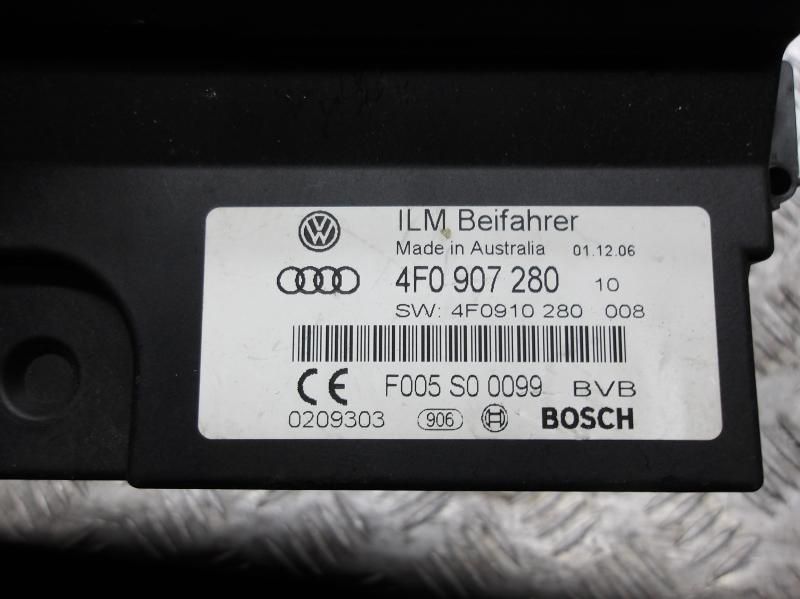 ILM Beifahrer
Made in Australia 01.12.06
4F0 907 280 10
SW: 4F0910 280 008
F005 S0 0099 BVB
0209303 906 BOSCH